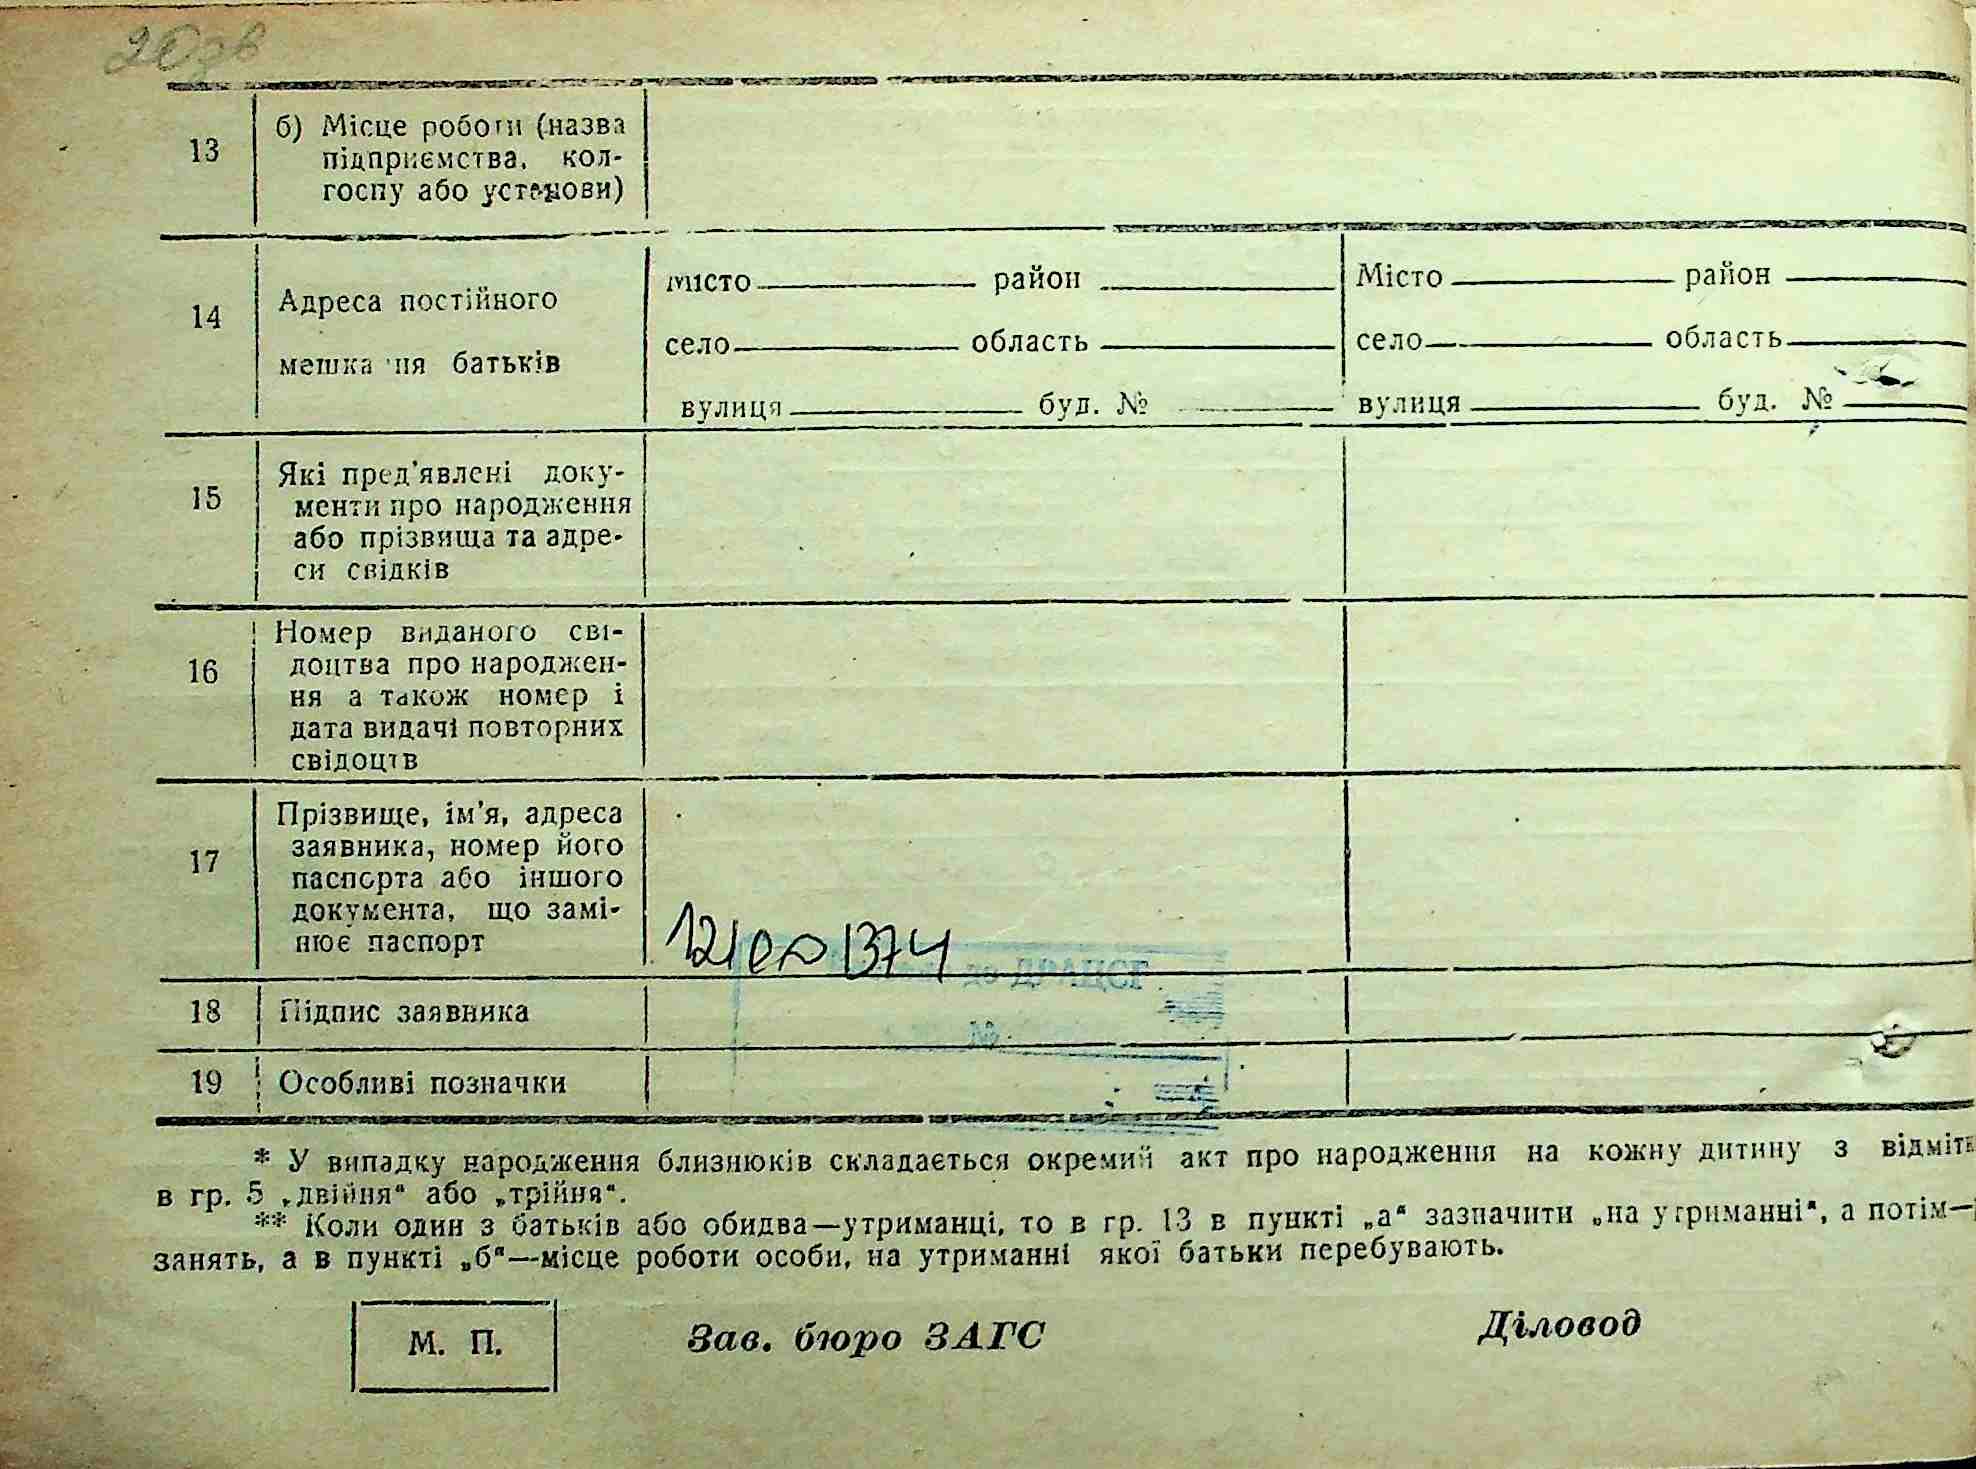 20зв
13
б) Місце роботи (назва
підприємства, кол-
госпу або установи)
14
Адреса постійного
мешкання батьків
місто район
село область
вулиця буд. №
Місто район
село область
вулиця буд. №
15
Які пред'явлені доку-
менти про народження
або прізвища та адре-
си свідків
16
Номер виданого сві-
доцтва про народжен-
ня а також номер і
дата видачі повторних
свідоцтв
17
Прізвище, ім'я, адреса
заявника, номер його
паспорта або іншого
документа, що замі-
нює паспорт
до ДРАЦСГ
№
18
Підпис заявника
19
Особливі позначки
* У випадку народження близнюків складається окремий акт про народження на кожну дитину з відмітк
в гр. 5 „двійня“ або „трійня“.
** Коли один з батьків або обидва—утриманці, то в гр. 13 в пункті „а“ зазначити „на утриманні“, а потім—
занять, а в пункті „б“—місце роботи особи, на утриманні якої батьки перебувають.
М. П.
Зав. бюро ЗАГС
Діловод